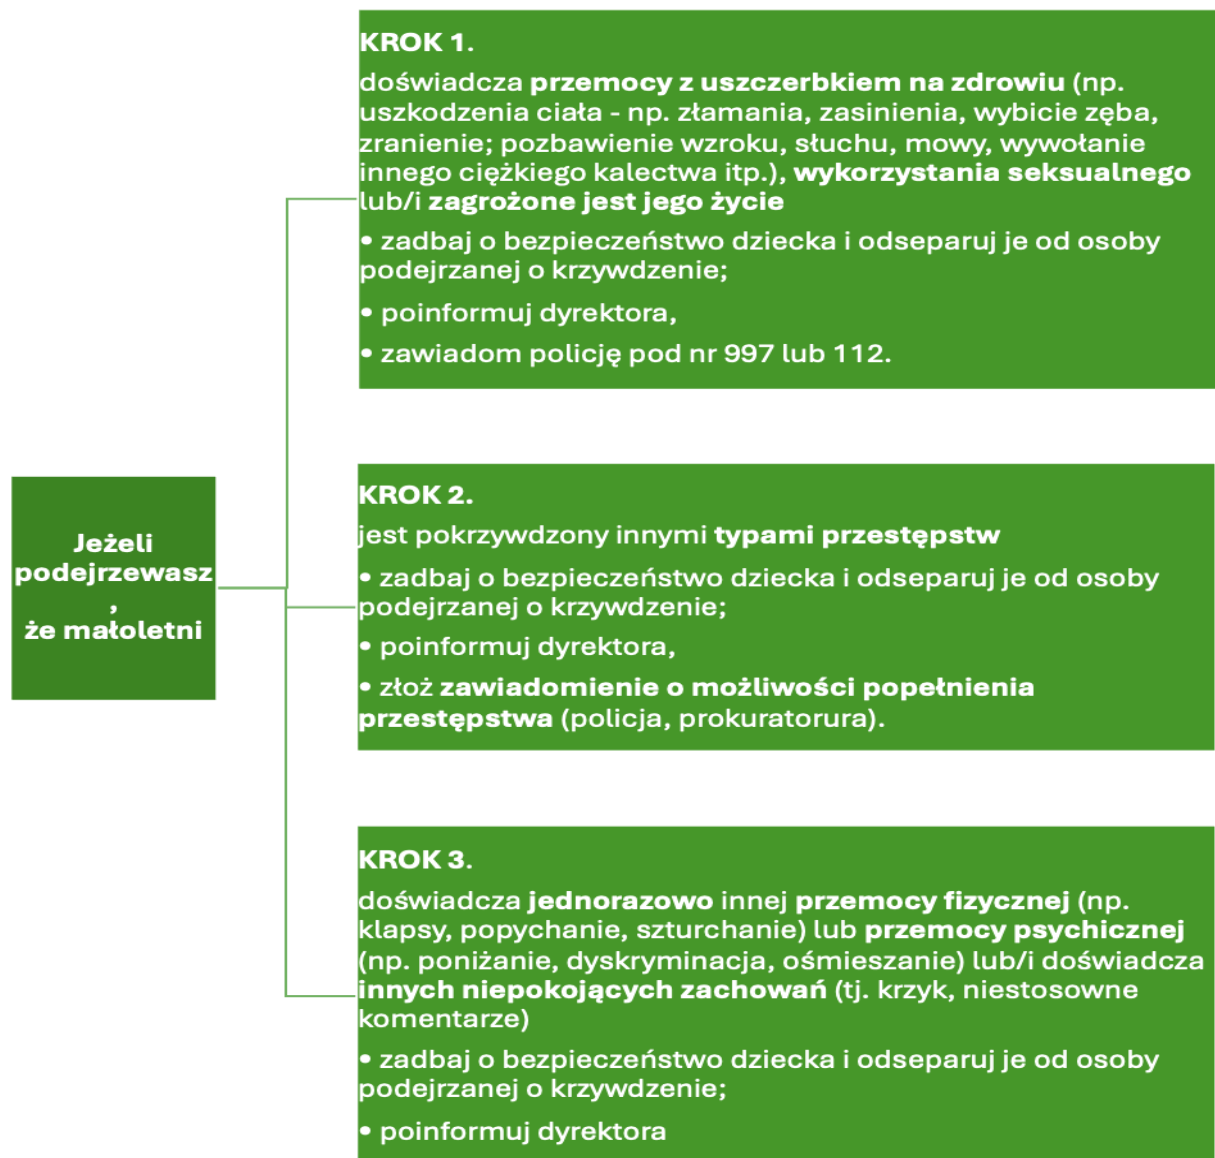 Jeżeli
podejrzewasz
,
że małoletni
KROK 1.
doświadcza przemocy z uszczerbkiem na zdrowiu (np.
uszkodzenia ciała - np. złamania, zasinienia, wybicie zęba,
zranienie; pozbawienie wzroku, słuchu, mowy, wywołanie
innego ciężkiego kalectwa itp.), wykorzystania seksualnego
lub/i zagrożone jest jego życie
• zadbaj o bezpieczeństwo dziecka i odseparuj je od osoby
podejrzanej o krzywdzenie;
• poinformuj dyrektora,
• zawiadom policję pod nr 997 lub 112.
KROK 2.
jest pokrzywdzony innymi typami przestępstw
• zadbaj o bezpieczeństwo dziecka i odseparuj je od osoby
podejrzanej o krzywdzenie;
• poinformuj dyrektora,
• złoż zawiadomienie o możliwości popełnienia
przestępstwa (policja, prokuratorura).
KROK 3.
doświadcza jednorazowo innej przemocy fizycznej (np.
klapsy, popychanie, szturchanie) lub przemocy psychicznej
(np. poniżanie, dyskryminacja, ośmieszanie) lub/i doświadcza
innych niepokojących zachowań (tj. krzyk, niestosowne
komentarze)
• zadbaj o bezpieczeństwo dziecka i odseparuj je od osoby
podejrzanej o krzywdzenie;
• poinformuj dyrektora